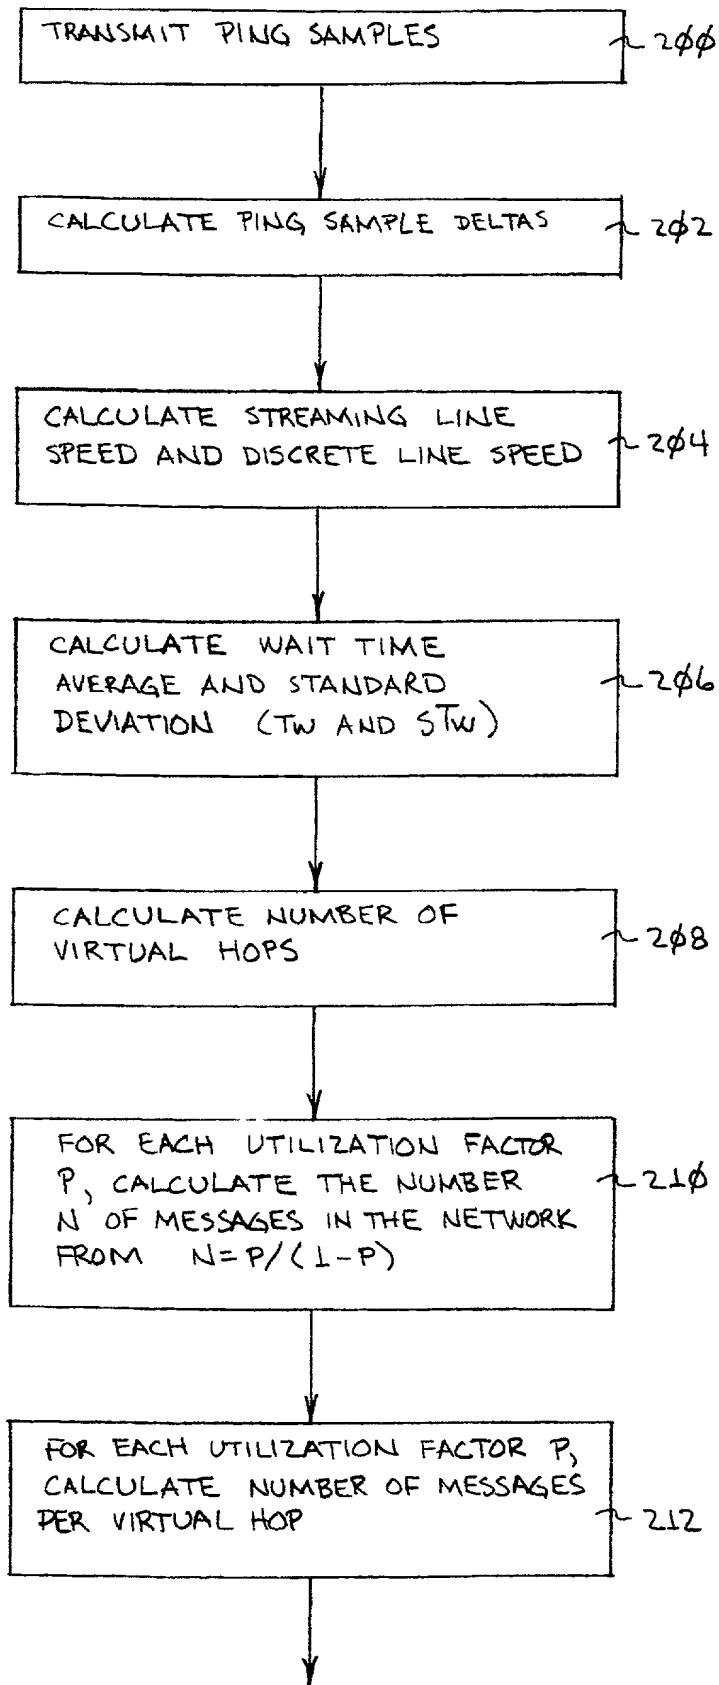 TRANSMIT PING SAMPLES
200
CALCULATE PING SAMPLE DELTAS
202
CALCULATE STREAMING LINE
SPEED AND DISCRETE LINE SPEED
204
CALCULATE WAIT TIME
AVERAGE AND STANDARD
DEVIATION (TW AND STW)
206
CALCULATE NUMBER OF
VIRTUAL HOPS
208
FOR EACH UTILIZATION FACTOR
P, CALCULATE THE NUMBER
N OF MESSAGES IN THE NETWORK
FROM N=P/(1-P)
210
FOR EACH UTILIZATION FACTOR P,
CALCULATE NUMBER OF MESSAGES
PER VIRTUAL HOP
212